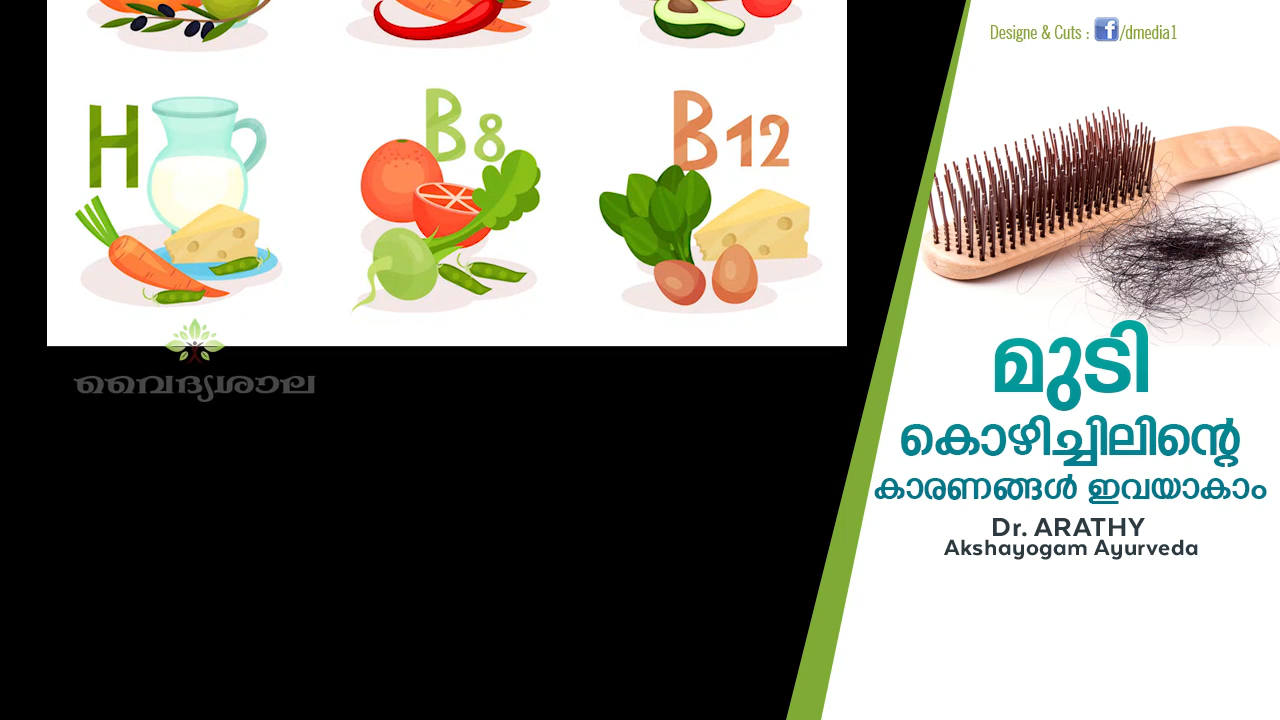 H
B8
B12
വൈദ്യശാല
Designe & Cuts : f/dmedia1
മുടി
കൊഴിച്ചിലിന്റെ
കാരണങ്ങൾ ഇവയാകാം
Dr. ARATHY
Akshayogam Ayurveda